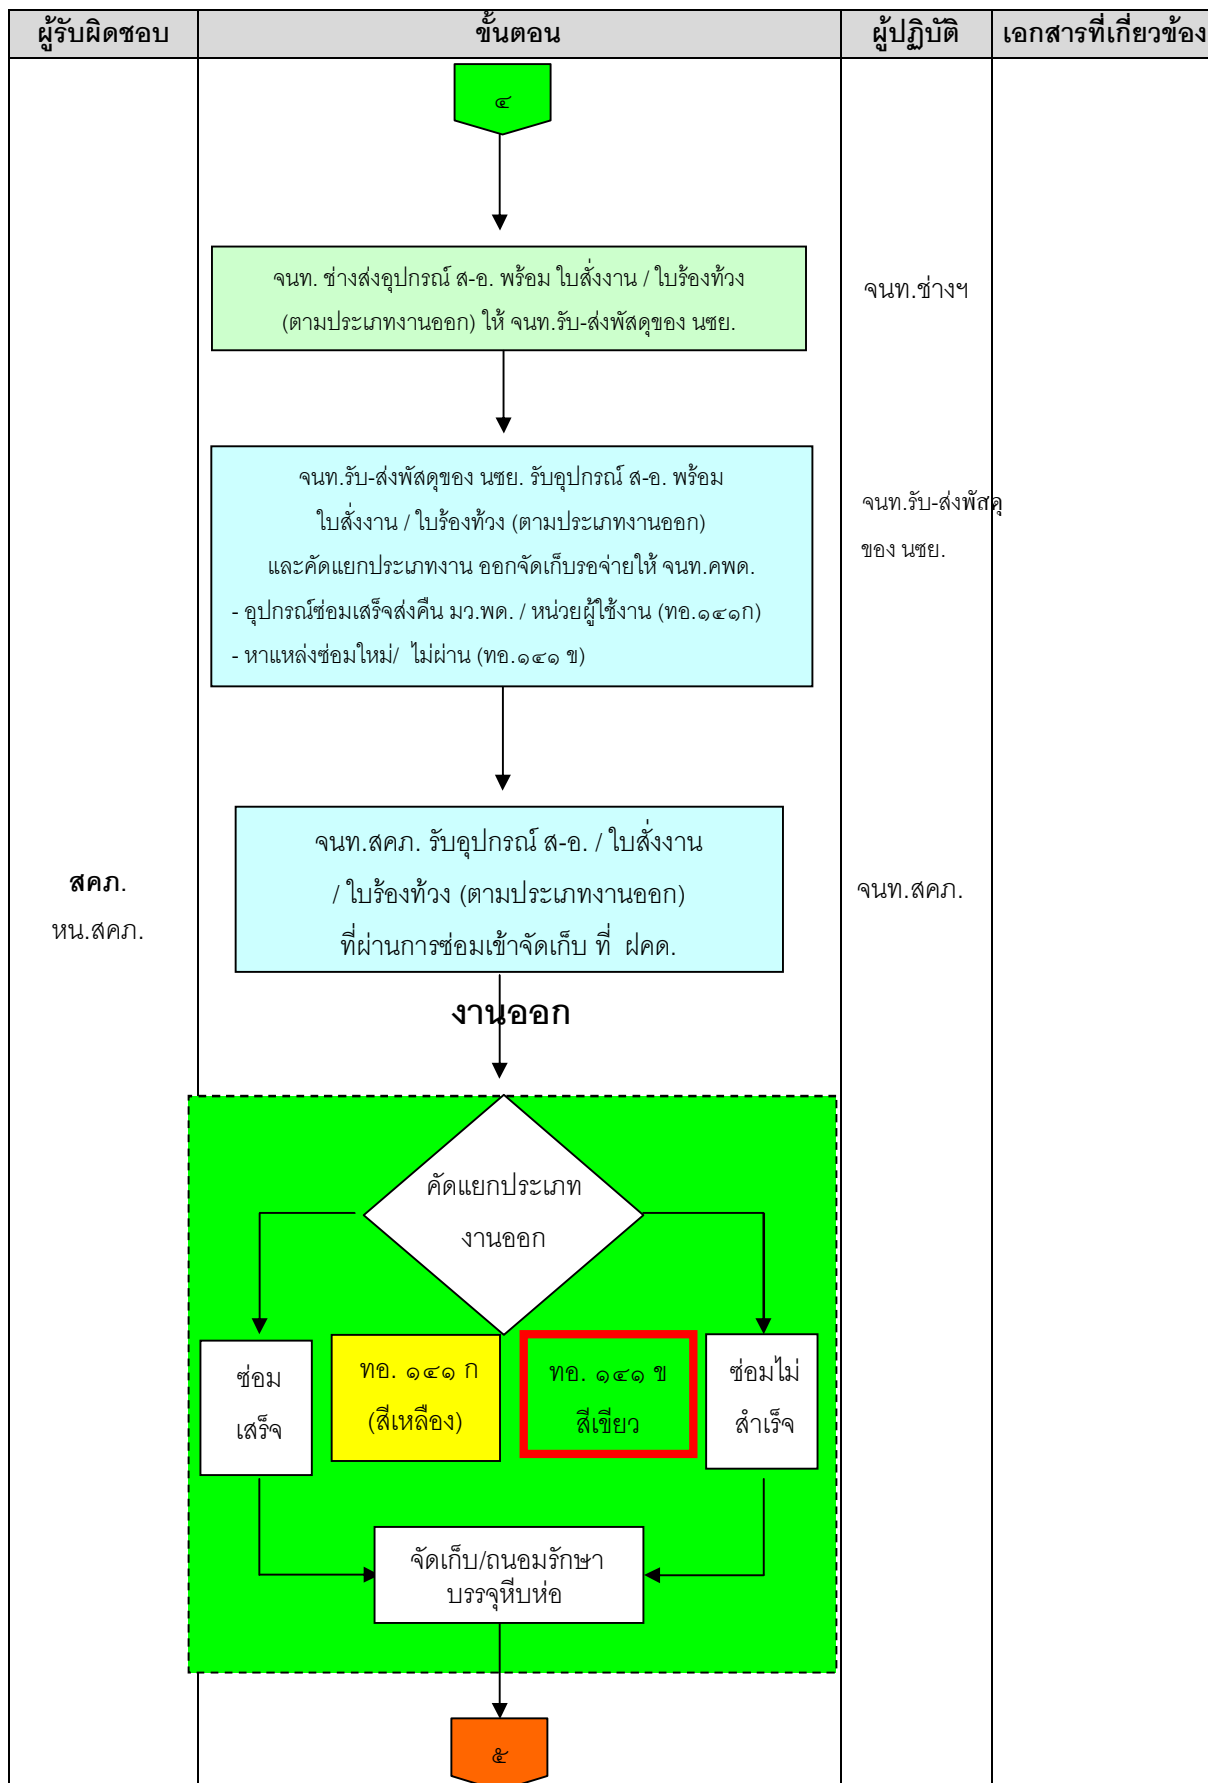 ผู้รับผิดชอบ ขั้นตอน ผู้ปฏิบัติ เอกสารที่เกี่ยวข้อง
๔
จนท. ช่างส่งอุปกรณ์ ส-อ. พร้อม ใบสั่งงาน / ใบร้องท้วง
(ตามประเภทงานออก) ให้ จนท.รับ-ส่งพัสดุของ นซย.
จนท.ช่างฯ
จนท.รับ-ส่งพัสดุของ นซย. รับอุปกรณ์ ส-อ. พร้อม
ใบสั่งงาน / ใบร้องท้วง (ตามประเภทงานออก)
และคัดแยกประเภทงาน ออกจัดเก็บรอจ่ายให้ จนท.คพด.
- อุปกรณ์ซ่อมเสร็จส่งคืน มว.พด. / หน่วยผู้ใช้งาน (ทอ.๑๔๑ก)
- หาแหล่งซ่อมใหม่/ ไม่ผ่าน (ทอ.๑๔๑ ข)
จนท.รับ-ส่งพัสดุ
ของ นซย.
สคภ.
หน.สคภ.
จนท.สคภ. รับอุปกรณ์ ส-อ. / ใบสั่งงาน
/ ใบร้องท้วง (ตามประเภทงานออก)
ที่ผ่านการซ่อมเข้าจัดเก็บ ที่ ฝคด.
จนท.สคภ.
งานออก
คัดแยกประเภท
งานออก
ซ่อม
เสร็จ
ทอ. ๑๔๑ ก
(สีเหลือง)
ทอ. ๑๔๑ ข
สีเขียว
ซ่อมไม่
สำเร็จ
จัดเก็บ/ถนอมรักษา
บรรจุหีบห่อ
๕